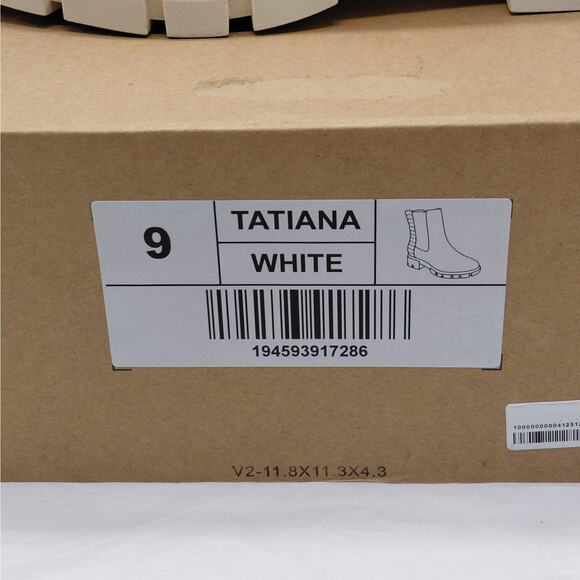 9
TATIANA
WHITE
194593917286
V2-11.8X11.3X4.3